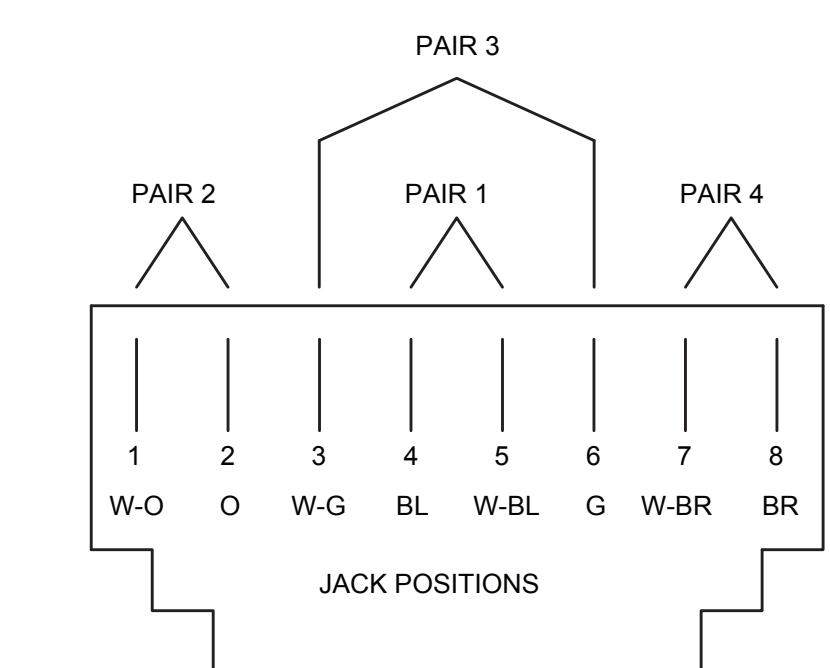 PAIR 3
PAIR 2 PAIR 1 PAIR 4
1 2 3 4 5 6 7 8
W-O O W-G BL W-BL G W-BR BR
JACK POSITIONS